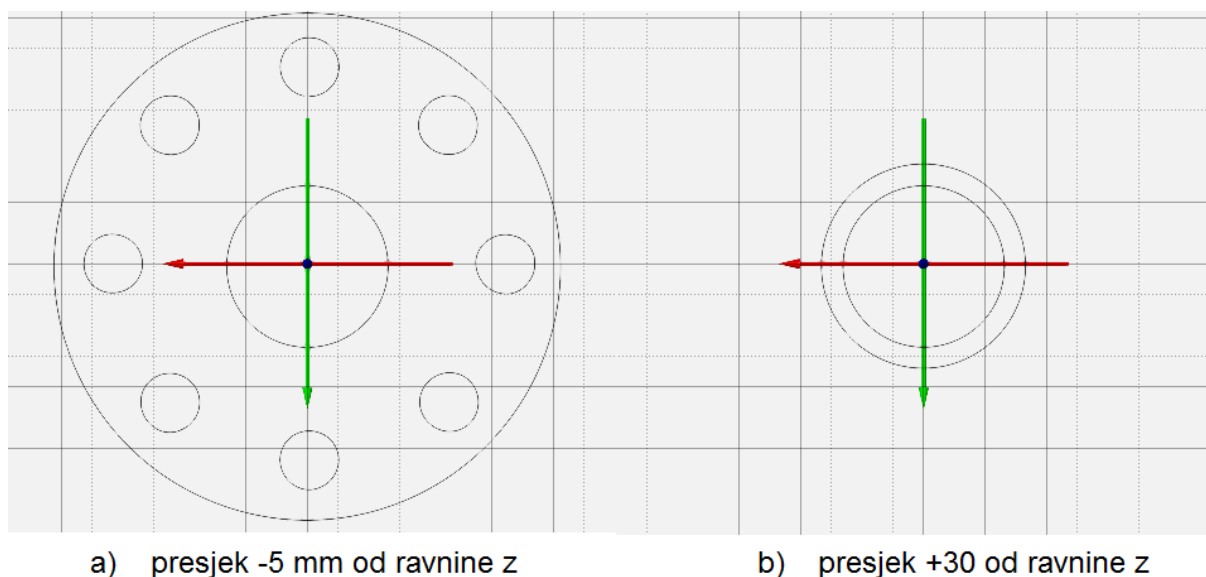 a) presjek -5 mm od ravnine z
b) presjek +30 od ravnine z